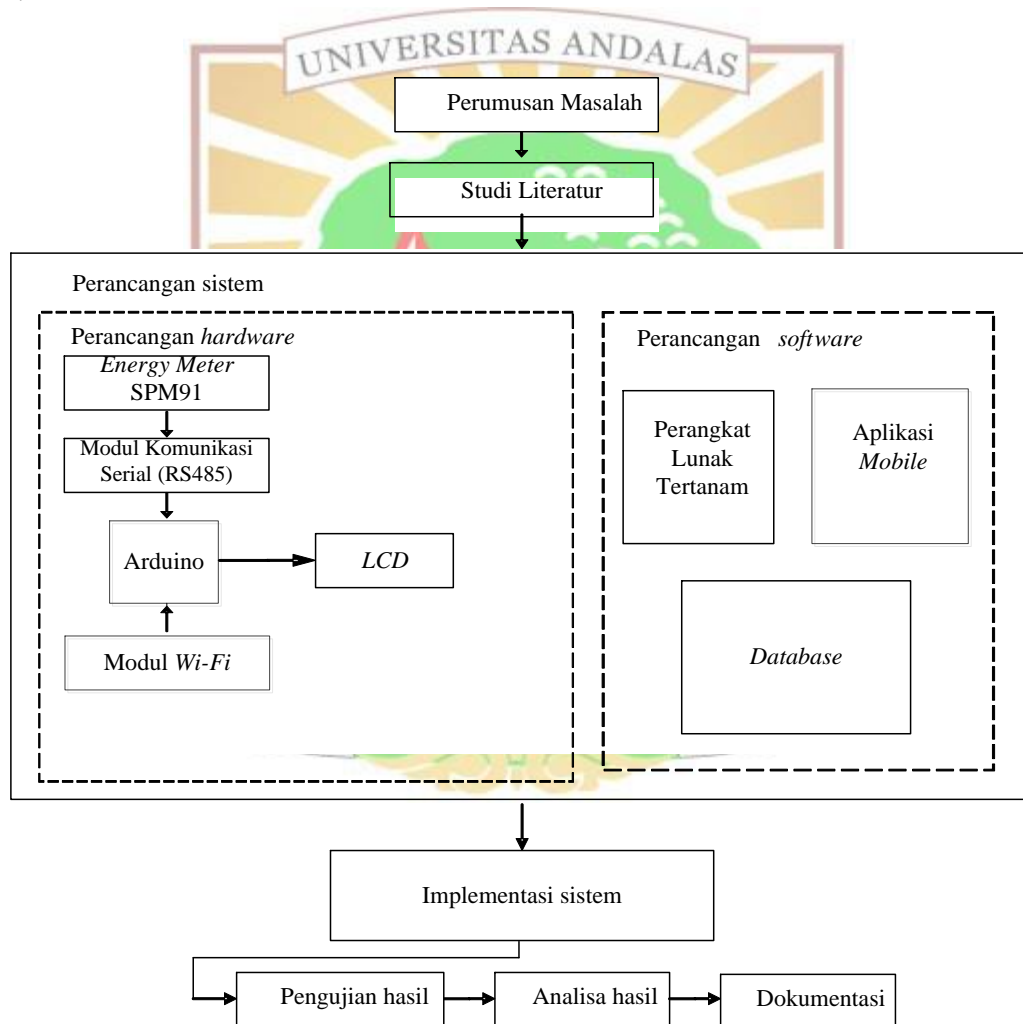 UNIVERSITAS ANDALAS
Perumusan Masalah
Studi Literatur
Perancangan sistem
Perancangan hardware
Energy Meter
SPM91
Modul Komunikasi
Serial (RS485)
Arduino
LCD
Modul Wi-Fi
Perancangan software
Perangkat
Lunak
Tertanam
Aplikasi
Mobile
Database
Implementasi sistem
Pengujian hasil
Analisa hasil
Dokumentasi